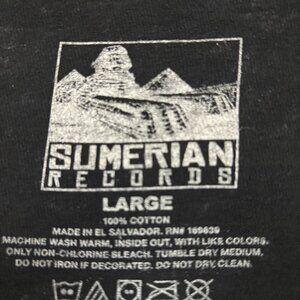 SUMERIAN
RECORDS
LARGE
100% COTTON
MADE IN EL SALVADOR. RN# 169639
MACHINE WASH WARM, INSIDE OUT, WITH LIKE COLORS.
ONLY NON-CHLORINE BLEACH. TUMBLE DRY MEDIUM.
DO NOT IRON IF DECORATED. DO NOT DRY CLEAN.